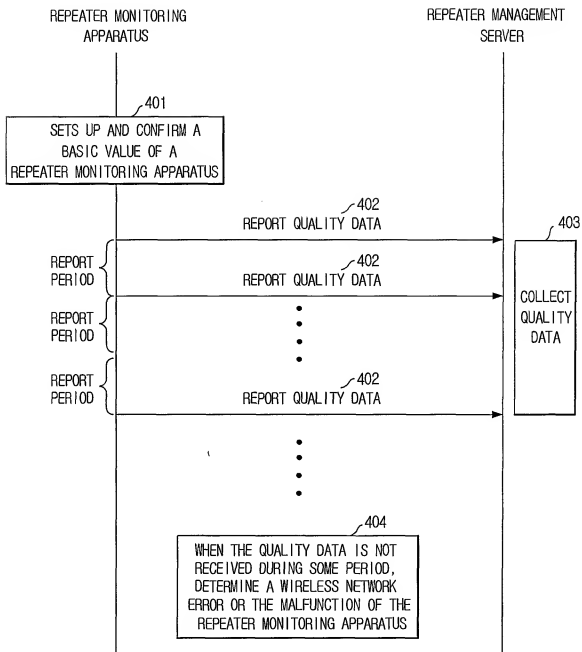 REPEATER MONITORING
APPARATUS
REPEATER MANAGEMENT
SERVER
401
SETS UP AND CONFIRM A
BASIC VALUE OF A
REPEATER MONITORING APPARATUS
402
REPORT QUALITY DATA
403
REPORT
PERIOD
402
REPORT QUALITY DATA
COLLECT
QUALITY
DATA
REPORT
PERIOD
REPORT
PERIOD
402
REPORT QUALITY DATA
404
WHEN THE QUALITY DATA IS NOT
RECEIVED DURING SOME PERIOD,
DETERMINE A WIRELESS NETWORK
ERROR OR THE MALFUNCTION OF THE
REPEATER MONITORING APPARATUS